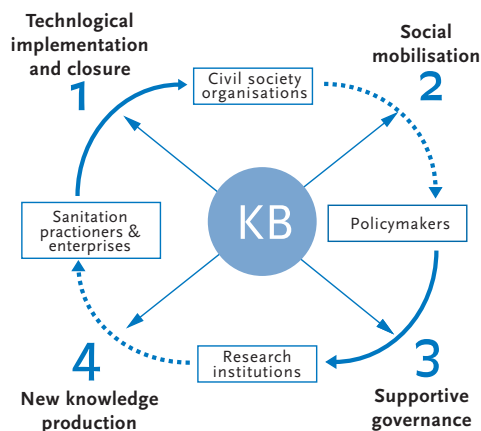 Technlogical
implementation
and closure
1
Social
mobilisation
2
Civil society
organisations
KB
Sanitation
practioners &
enterprises
Policymakers
Research
institutions
4
New knowledge
production
3
Supportive
governance